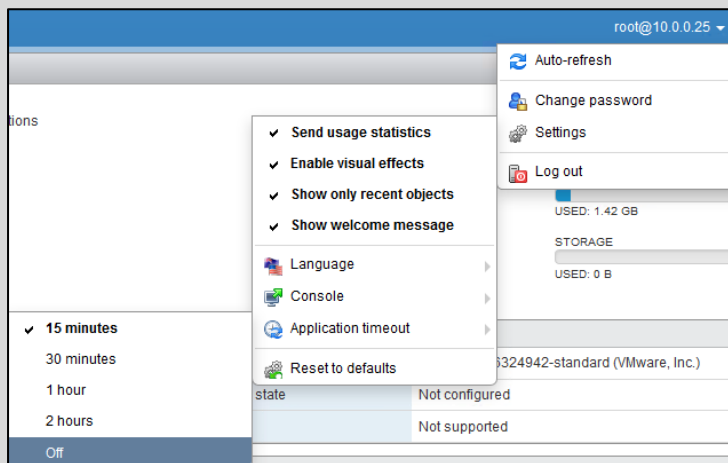 root@10.0.0.25
Auto-refresh
Change password
Settings
Log out
tions
Send usage statistics
Enable visual effects
Show only recent objects
Show welcome message
Language
Console
Application timeout
Reset to defaults
USED: 1.42 GB
STORAGE
USED: 0 B
15 minutes
30 minutes
1 hour
2 hours
Off
6324942-standard (VMware, Inc.)
state
Not configured
Not supported